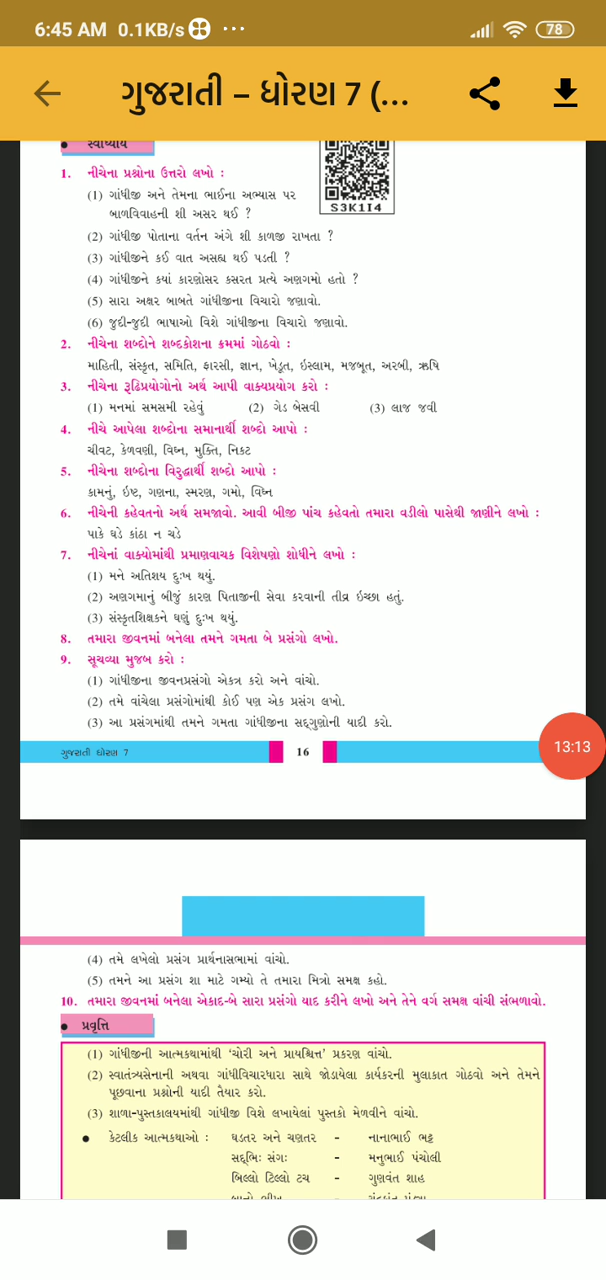 6:45 AM 0.1KB/s ... 78
ગુજરાતી – ધોરણ 7 (...
સ્વાધ્યાય
1. નીચેના પ્રશ્નોના ઉત્તરો લખો :
(1) ગાંધીજી અને તેમના ભાઈના અભ્યાસ પર
બાળવિવાહની શી અસર થઈ ?
S3K1I4
(2) ગાંધીજી પોતાના વર્તન અંગે શી કાળજી રાખતા ?
(3) ગાંધીજીને કઈ વાત અસહ્ય થઈ પડતી ?
(4) ગાંધીજીને કયાં કારણોસર કસરત પ્રત્યે અણગમો હતો ?
(5) સારા અક્ષર બાબતે ગાંધીજીના વિચારો જણાવો.
(6) જુદી-જુદી ભાષાઓ વિશે ગાંધીજીના વિચારો જણાવો.
2. નીચેના શબ્દોને શબ્દકોશના ક્રમમાં ગોઠવો :
માહિતી, સંસ્કૃત, સમિતિ, ફારસી, જ્ઞાન, ખેડૂત, ઇસ્લામ, મજબૂત, અરબી, ઋષિ
3. નીચેના રૂઢિપ્રયોગોનો અર્થ આપી વાક્યપ્રયોગ કરો :
(1) મનમાં સમસમી રહેવું (2) ગેડ બેસવી (3) લાજ જવી
4. નીચે આપેલા શબ્દોના સમાનાર્થી શબ્દો આપો :
ચીવટ, કેળવણી, વિઘ્ન, મુક્તિ, નિકટ
5. નીચેના શબ્દોના વિરુદ્ધાર્થી શબ્દો આપો :
કામનું, ઇષ્ટ, ગણના, સ્મરણ, ગમો, વિઘ્ન
6. નીચેની કહેવતનો અર્થ સમજાવો. આવી બીજી પાંચ કહેવતો તમારા વડીલો પાસેથી જાણીને લખો :
પાકે ઘડે કાંઠા ન ચડે
7. નીચેનાં વાક્યોમાંથી પ્રમાણવાચક વિશેષણો શોધીને લખો :
(1) મને અતિશય દુઃખ થયું.
(2) અણગમાનું બીજું કારણ પિતાજીની સેવા કરવાની તીવ્ર ઇચ્છા હતું.
(3) સંસ્કૃતશિક્ષકને ઘણું દુઃખ થયું.
8. તમારા જીવનમાં બનેલા તમને ગમતા બે પ્રસંગો લખો.
9. સૂચવ્યા મુજબ કરો :
(1) ગાંધીજીના જીવનપ્રસંગો એકત્ર કરો અને વાંચો.
(2) તમે વાંચેલા પ્રસંગોમાંથી કોઈ પણ એક પ્રસંગ લખો.
(3) આ પ્રસંગમાંથી તમને ગમતા ગાંધીજીના સદ્ગુણોની યાદી કરો.
ગુજરાતી ધોરણ 7 16
13:13
(4) તમે લખેલો પ્રસંગ પ્રાર્થનાસભામાં વાંચો.
(5) તમને આ પ્રસંગ શા માટે ગમ્યો તે તમારા મિત્રો સમક્ષ કહો.
10. તમારા જીવનમાં બનેલા એકાદ-બે સારા પ્રસંગો યાદ કરીને લખો અને તેને વર્ગ સમક્ષ વાંચી સંભળાવો.
● પ્રવૃત્તિ
(1) ગાંધીજીની આત્મકથામાંથી ‘ચોરી અને પ્રાયશ્ચિત્ત’ પ્રકરણ વાંચો.
(2) સ્વાતંત્ર્યસેનાની અથવા ગાંધીવિચારધારા સાથે જોડાયેલા કાર્યકરની મુલાકાત ગોઠવો અને તેમને
પૂછવાના પ્રશ્નોની યાદી તૈયાર કરો.
(3) શાળા-પુસ્તકાલયમાંથી ગાંધીજી વિશે લખાયેલાં પુસ્તકો મેળવીને વાંચો.
● કેટલીક આત્મકથાઓ : ઘડતર અને ચણતર - નાનાભાઈ ભટ્ટ
સદ્ભિઃ સંગઃ - મનુભાઈ પંચોલી
બિલ્લો ટિલ્લો ટચ - ગુણવંત શાહ